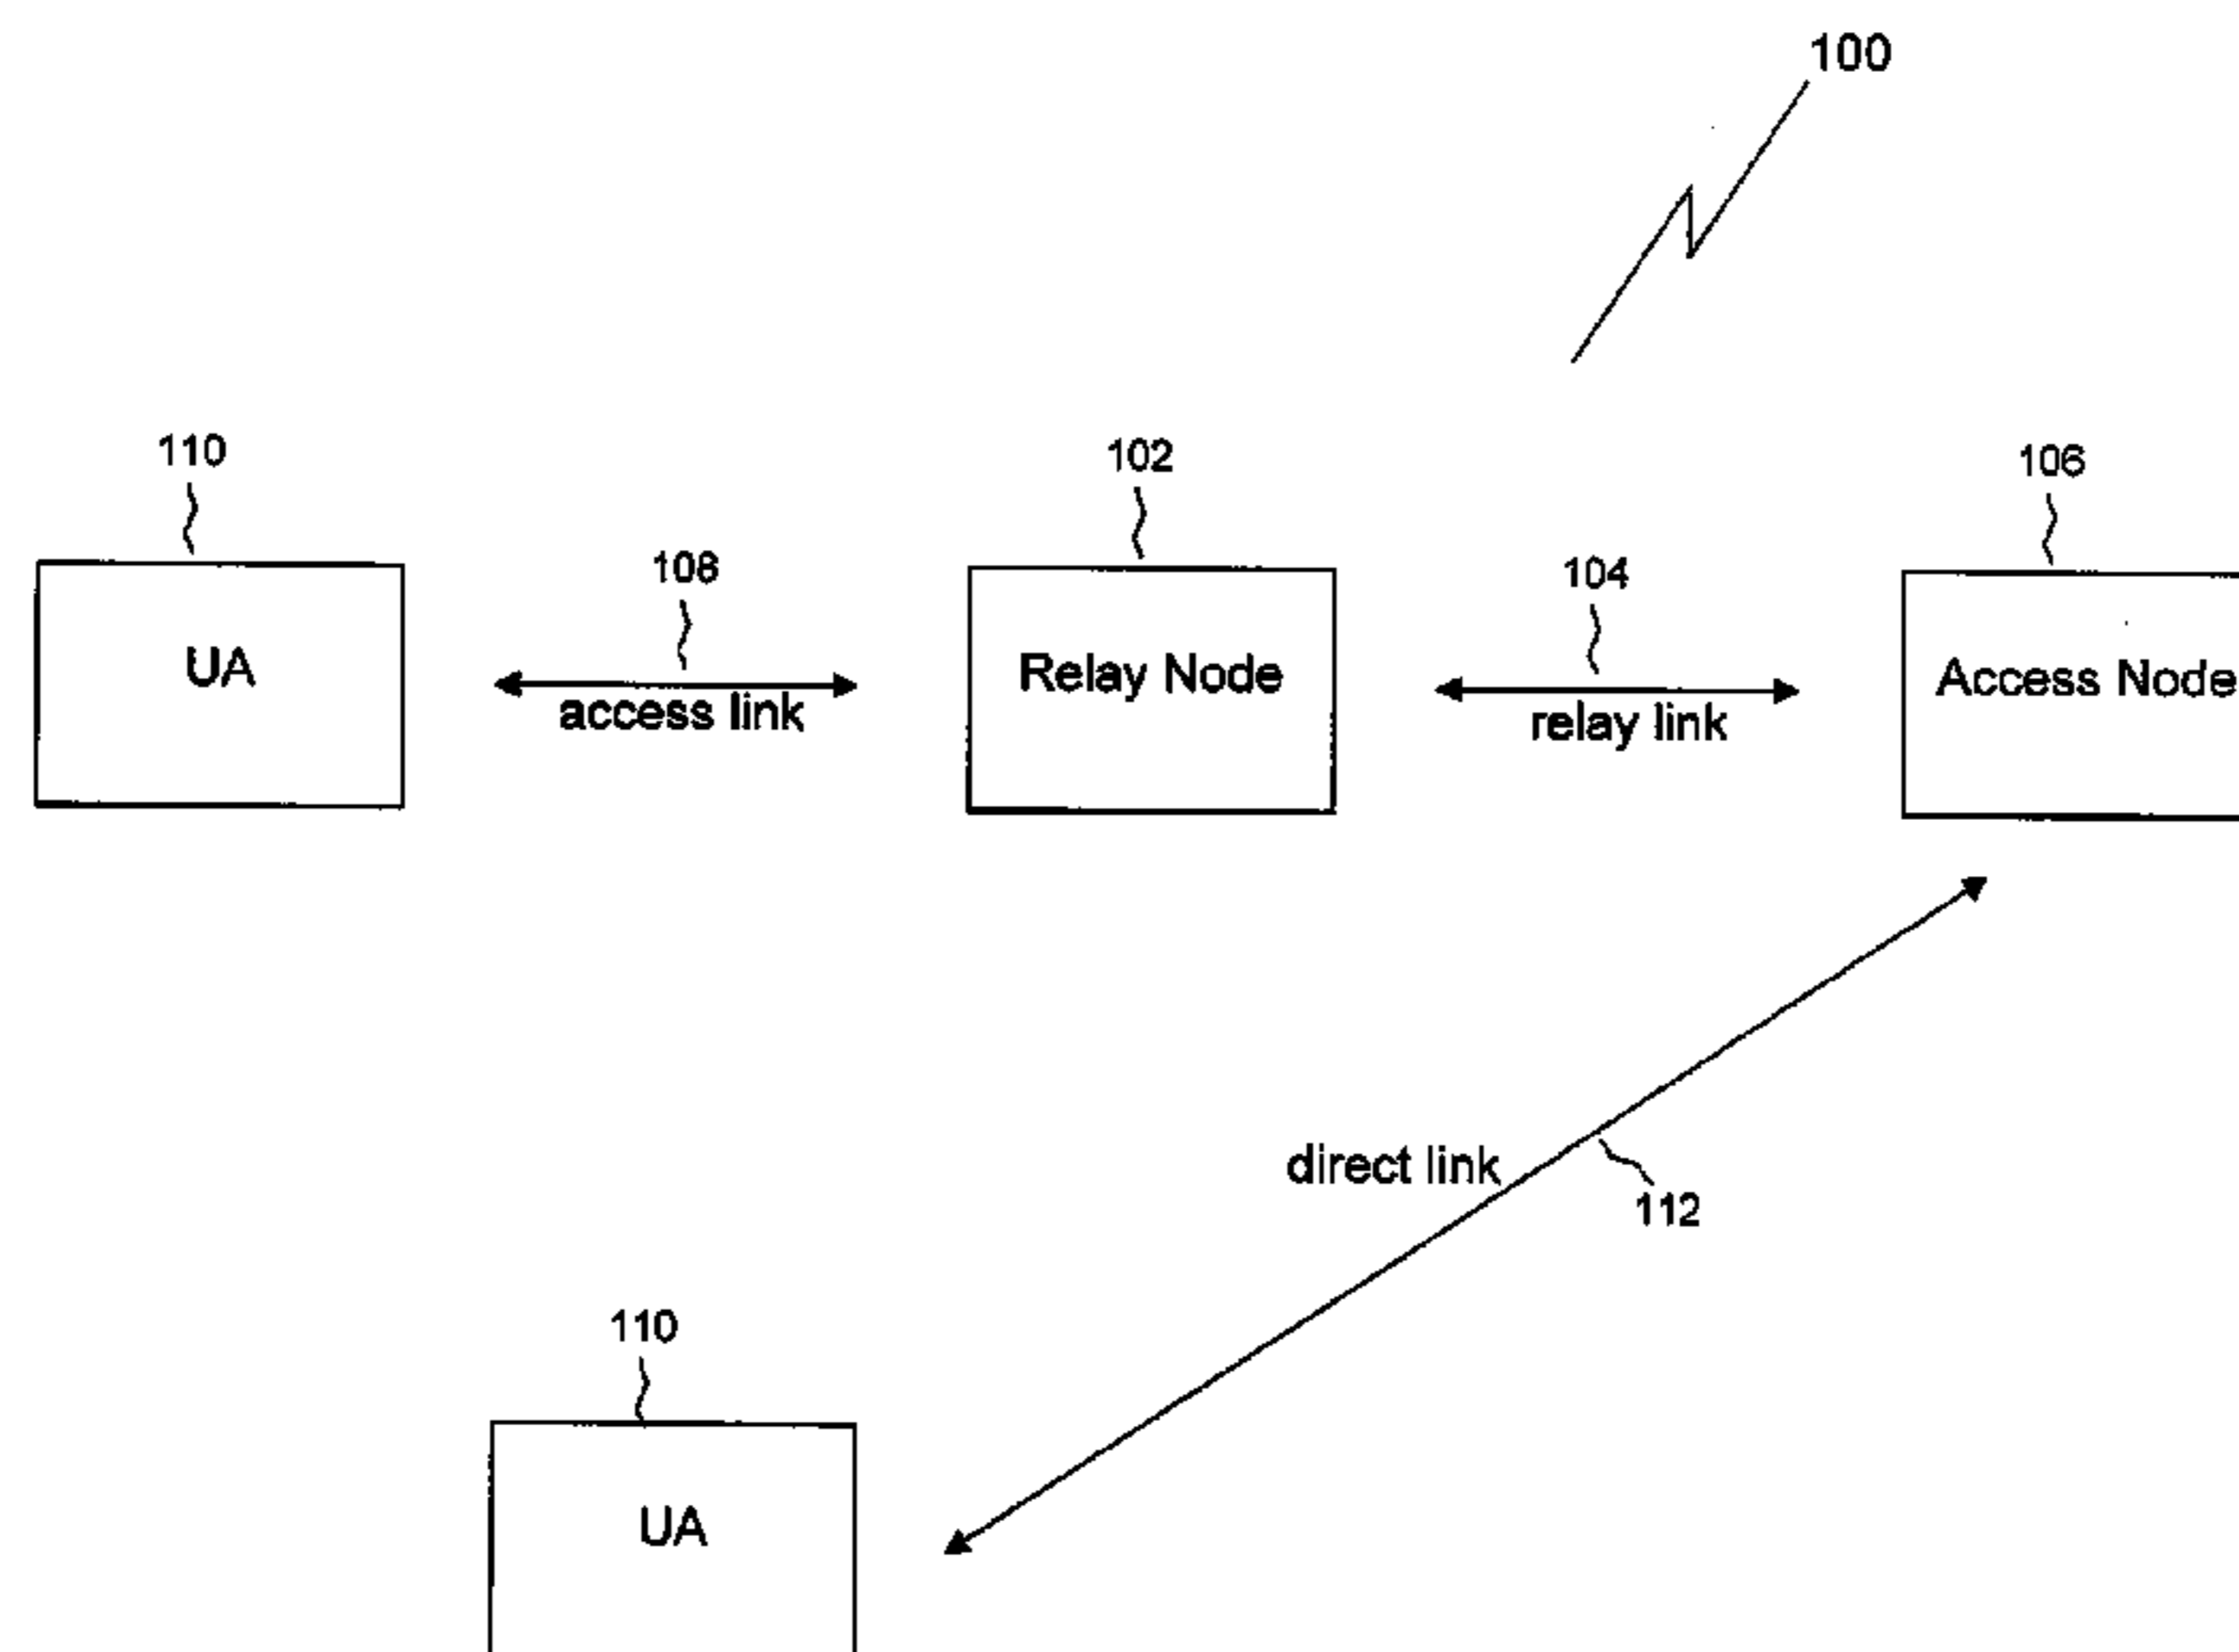 100
110
102
106
108
104
UA
Relay Node
Access Node
access link
relay link
direct link
112
110
UA